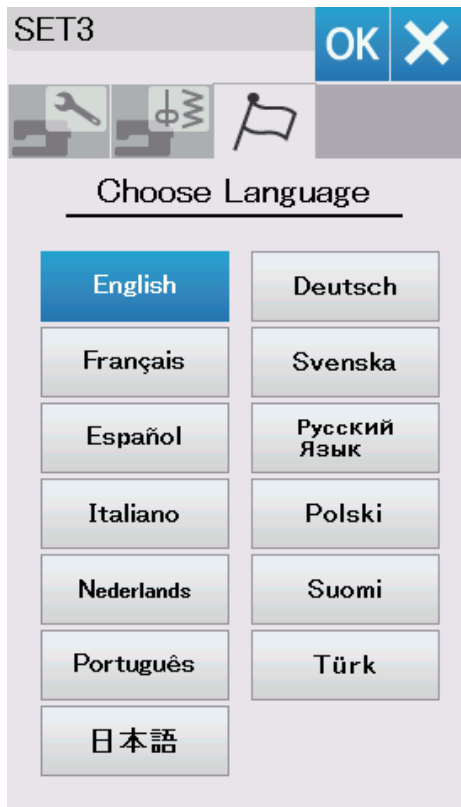 SET3
OK
Choose Language
English
Deutsch
Français
Svenska
Español
Русский
Язык
Italiano
Polski
Nederlands
Suomi
Português
Türk
日本語